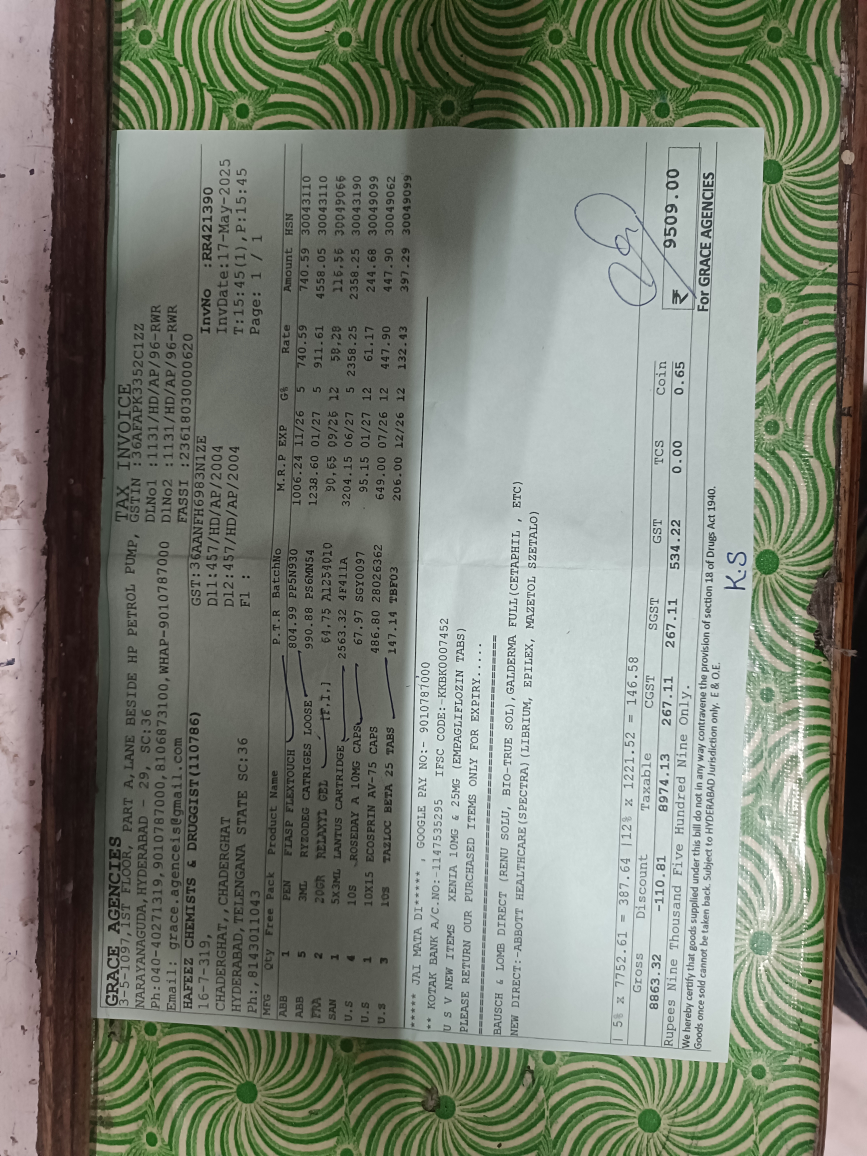 TAX INVOICE
GRACE AGENCIES
3-5-1097,1ST FLOOR, PART A,LANE BESIDE HP PETROL PUMP, GSTIN :36AFAPK3352C1ZZ
NARAYANAGUDA,HYDERABAD - 29, SC:36 DLNo1 :1131/HD/AP/96-RWR
Ph:040-40271319,9010787000,8106873100,WHAP-9010787000 DlNo2 :1131/HD/AP/96-RWR
Email: grace.agenceis@gmail.com FASSI :23618030000620
HAFEEZ CHEMISTS & DRUGGIST(110786) GST:36AANFH6983N1ZE InvNo :RR421390
16-7-319, D11:457/HD/AP/2004 InvDate:17-May-2025
CHADERGHAT,,CHADERGHAT D12:457/HD/AP/2004 T:15:45(1),P:15:45
HYDERABAD,TELENGANA STATE SC:36 Fl : Page: 1 / 1
Ph:,8143011043
MFG Qty Free Pack Product Name P.T.R BatchNo M.R.P EXP G% Rate Amount HSN
ABB 1 PEN FIASP FLEXTOUCH 804.99 PP5N930 1006.24 11/26 5 740.59 740.59 30043110
ABB 5 3ML RYZODEG CATRIGES LOOSE 990.88 PS6MN54 1238.60 01/27 5 911.61 4558.05 30043110
FRA 2 20GR RELAXYL GEL [F,I,] 64.75 A1254010 90.65 09/26 12 58.28 116.56 30049066
SAN 1 5X3ML LANTUS CARTRIDGE 2563.32 4F411A 3204.15 06/27 5 2358.25 2358.25 30043190
U.S 4 10S ROSEDAY A 10MG CAPS 67.97 SGY0097 95.15 01/27 12 61.17 244.68 30049099
U.S 1 10X15 ECOSPRIN AV-75 CAPS 486.80 28026362 649.00 07/26 12 447.90 447.90 30049062
U.S 3 10S TAZLOC BETA 25 TABS 147.14 TBF03 206.00 12/26 12 132.43 397.29 30049099
***** JAI MATA DI***** , GOOGLE PAY NO:- 9010787000
** KOTAK BANK A/C.NO:-1147535295 IFSC CODE:-KKBK0007452
U S V NEW ITEMS XENIA 10MG & 25MG (EMPAGLIFLOZIN TABS)
PLEASE RETURN OUR PURCHASED ITEMS ONLY FOR EXPIRY.....
BAUSCH & LOMB DIRECT (RENU SOLU, BIO-TRUE SOL),GALDERMA FULL(CETAPHIL , ETC)
NEW DIRECT:-ABBOTT HEALTHCARE(SPECTRA)(LIBRIUM, EPILEX, MAZETOL SZETALO)
| 5% x 7752.61 = 387.64 |12% x 1221.52 = 146.58
Gross Discount Taxable CGST SGST GST TCS Coin
8863.32 -110.81 8974.13 267.11 267.11 534.22 0.00 0.65 ₹ 9509.00
Rupees Nine Thousand Five Hundred Nine Only.
We hereby certify that goods supplied under this bill do not in any way contravene the provision of section 18 of Drugs Act 1940. For GRACE AGENCIES
Goods once sold cannot be taken back. Subject to HYDERABAD Jurisdiction only. E & O.E.
K.S